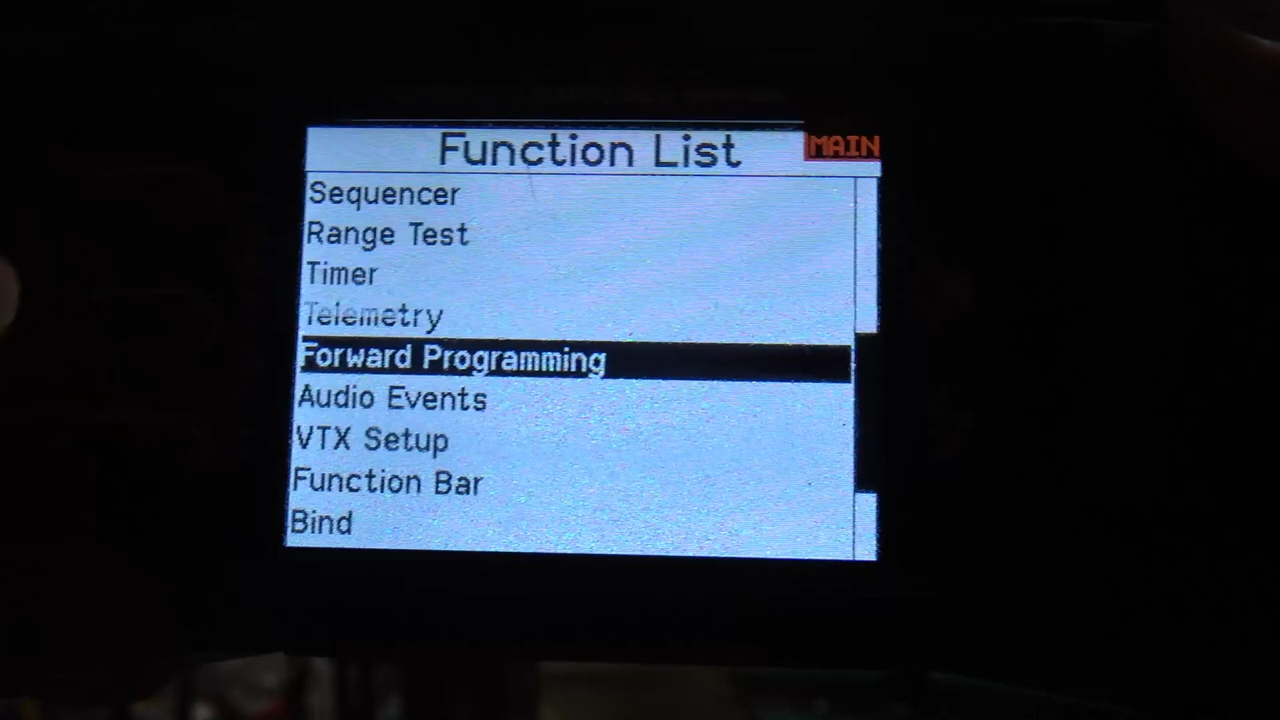 Function List
MAIN
Sequencer
Range Test
Timer
Telemetry
Forward Programming
Audio Events
VTX Setup
Function Bar
Bind